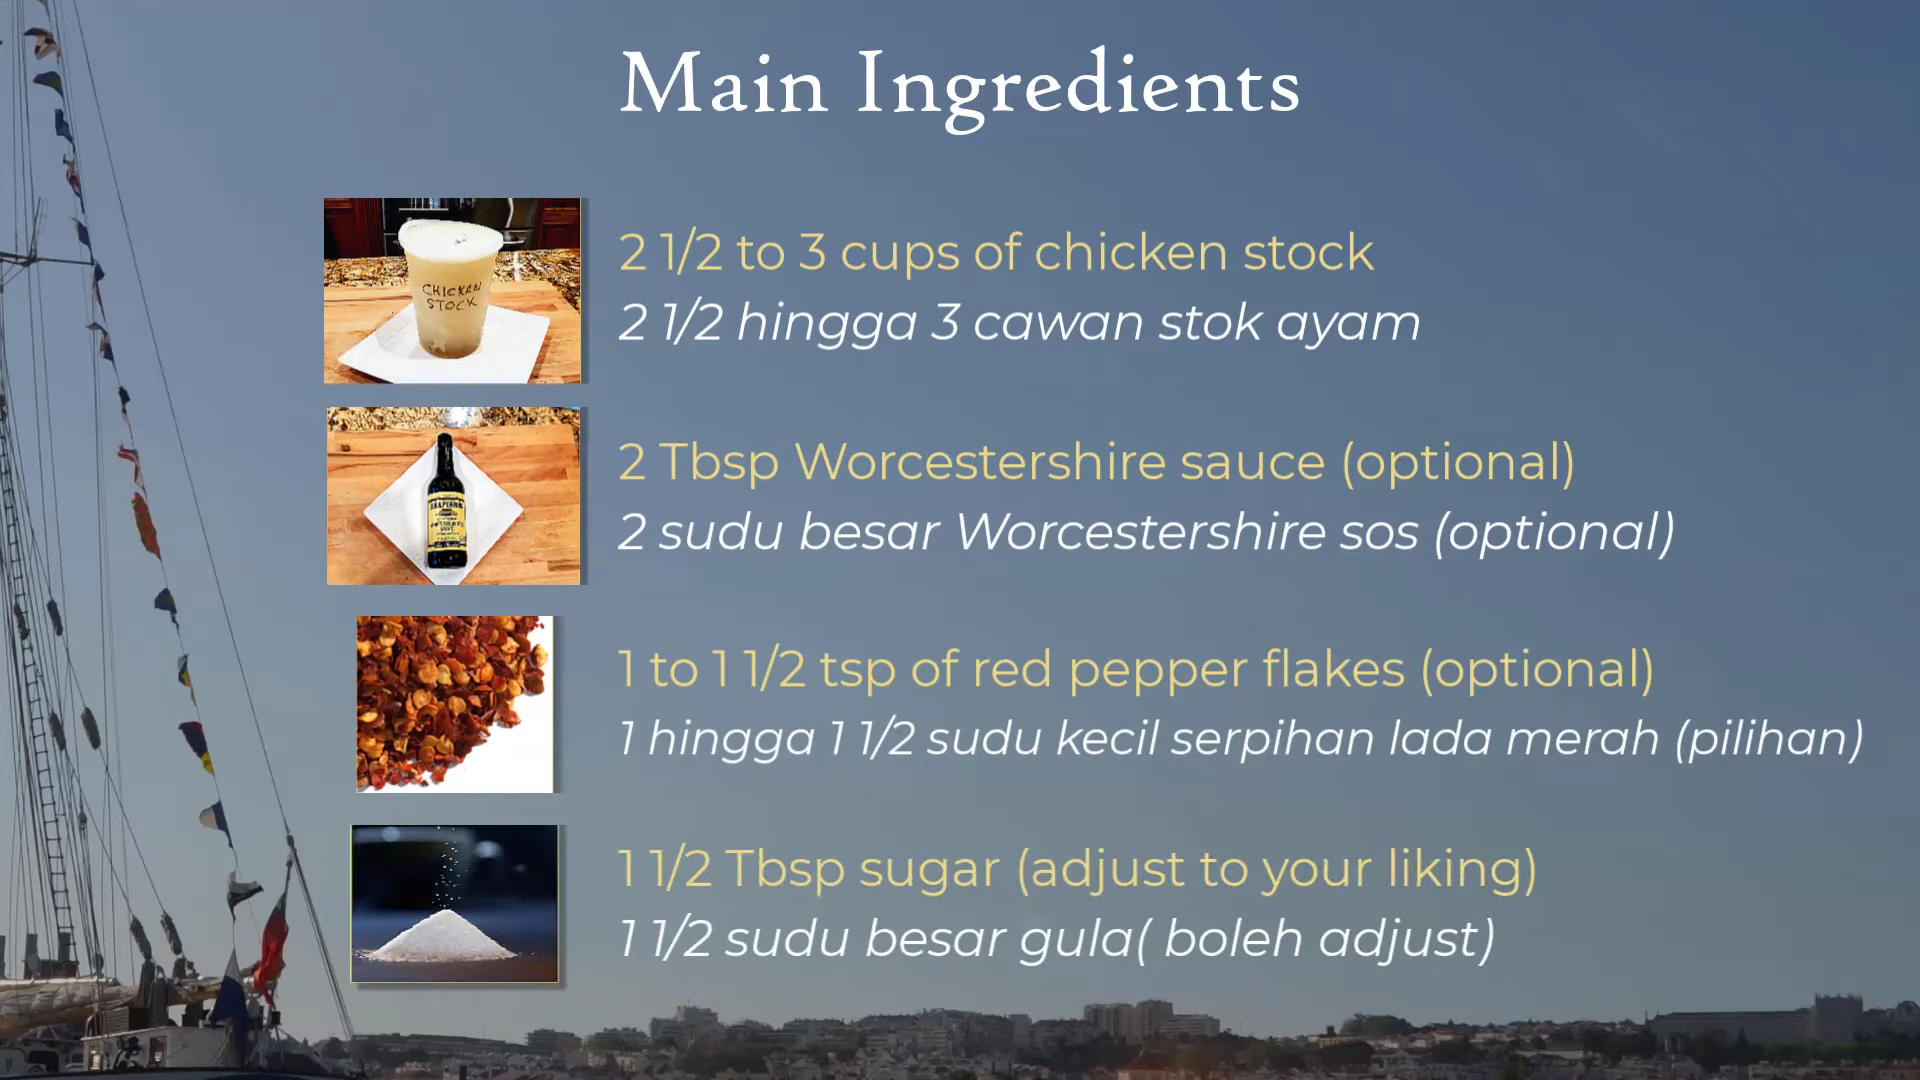 Main Ingredients
CHICKEN
STOCK
2 1/2 to 3 cups of chicken stock
2 1/2 hingga 3 cawan stok ayam
2 Tbsp Worcestershire sauce (optional)
2 sudu besar Worcestershire sos (optional)
1 to 1 1/2 tsp of red pepper flakes (optional)
1 hingga 1 1/2 sudu kecil serpihan lada merah (pilihan)
1 1/2 Tbsp sugar (adjust to your liking)
1 1/2 sudu besar gula( boleh adjust)